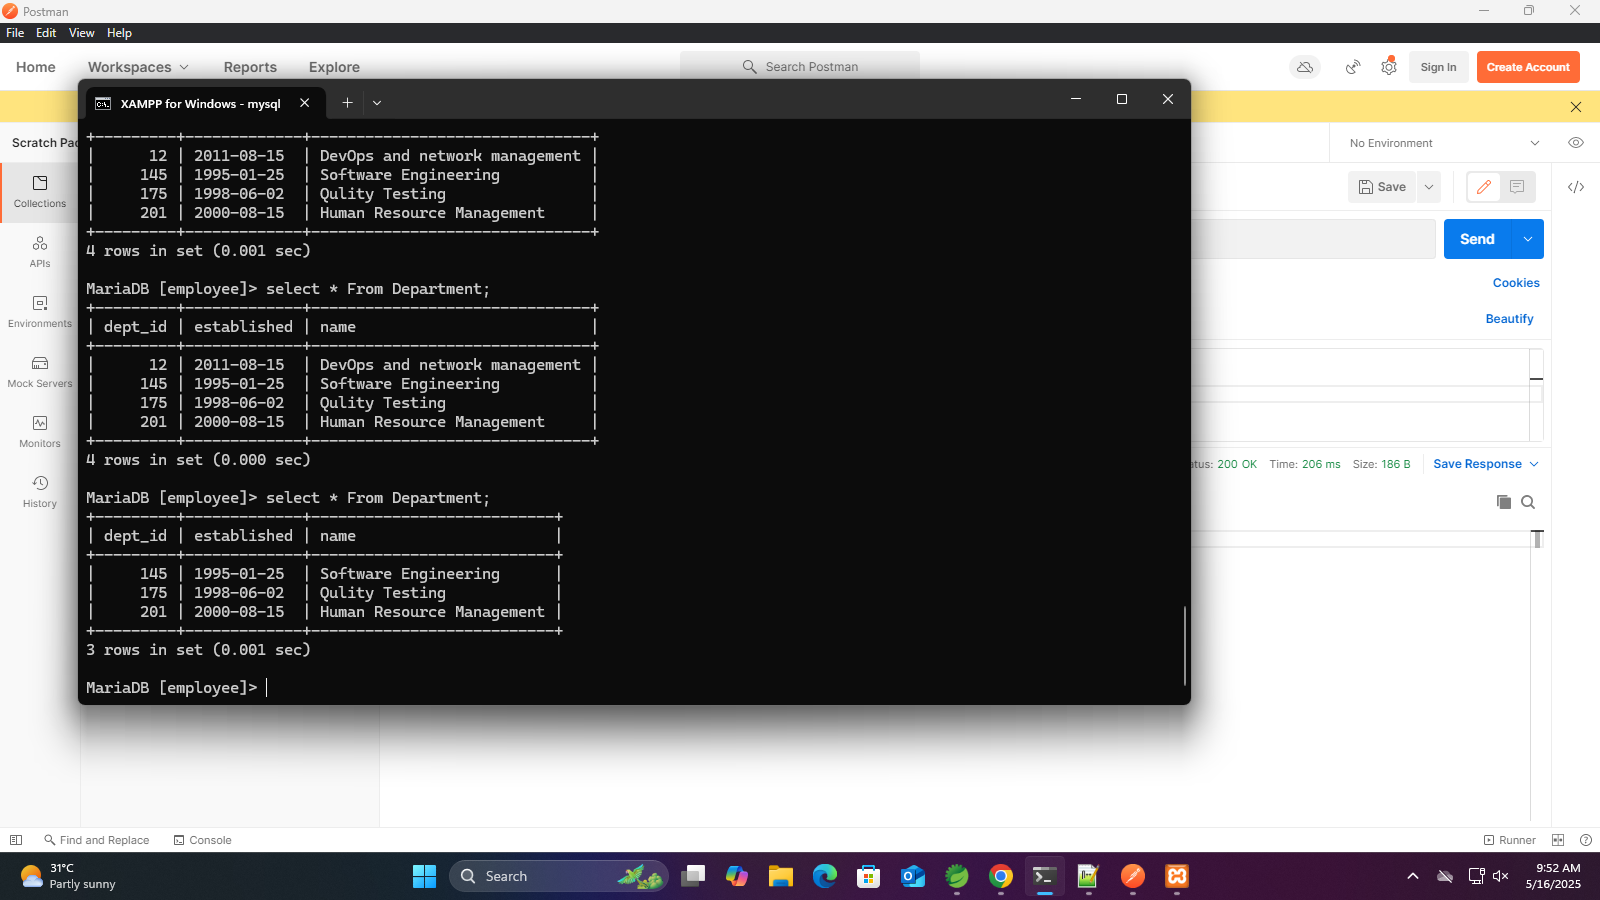 Postman
File Edit View Help
Home Workspaces Reports Explore Search Postman Sign In Create Account
XAMPP for Windows - mysql
Scratch Pad
No Environment
Save
Send
Cookies
Beautify
Collections
APIs
Environments
Mock Servers
Monitors
History
+---------+-------------+-------------------------------+
| 12 | 2011-08-15 | DevOps and network management |
| 145 | 1995-01-25 | Software Engineering |
| 175 | 1998-06-02 | Qulity Testing |
| 201 | 2000-08-15 | Human Resource Management |
+---------+-------------+-------------------------------+
4 rows in set (0.001 sec)
MariaDB [employee]> select * From Department;
+---------+-------------+-------------------------------+
| dept_id | established | name |
+---------+-------------+-------------------------------+
| 12 | 2011-08-15 | DevOps and network management |
| 145 | 1995-01-25 | Software Engineering |
| 175 | 1998-06-02 | Qulity Testing |
| 201 | 2000-08-15 | Human Resource Management |
+---------+-------------+-------------------------------+
4 rows in set (0.000 sec)
MariaDB [employee]> select * From Department;
+---------+-------------+---------------------------+
| dept_id | established | name |
+---------+-------------+---------------------------+
| 145 | 1995-01-25 | Software Engineering |
| 175 | 1998-06-02 | Qulity Testing |
| 201 | 2000-08-15 | Human Resource Management |
+---------+-------------+---------------------------+
3 rows in set (0.001 sec)
MariaDB [employee]>
atus: 200 OK Time: 206 ms Size: 186 B Save Response
Find and Replace Console Runner
31°C
Partly sunny
Search
9:52 AM
5/16/2025